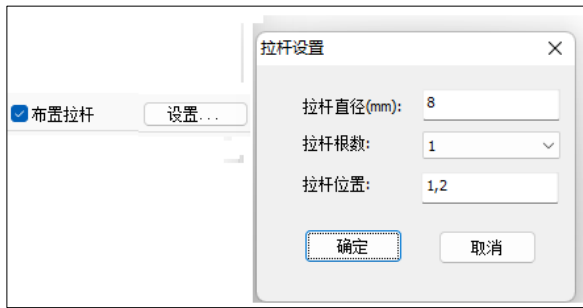 布置拉杆
设置...
拉杆设置
拉杆直径(mm): 8
拉杆根数: 1
拉杆位置: 1,2
确定
取消